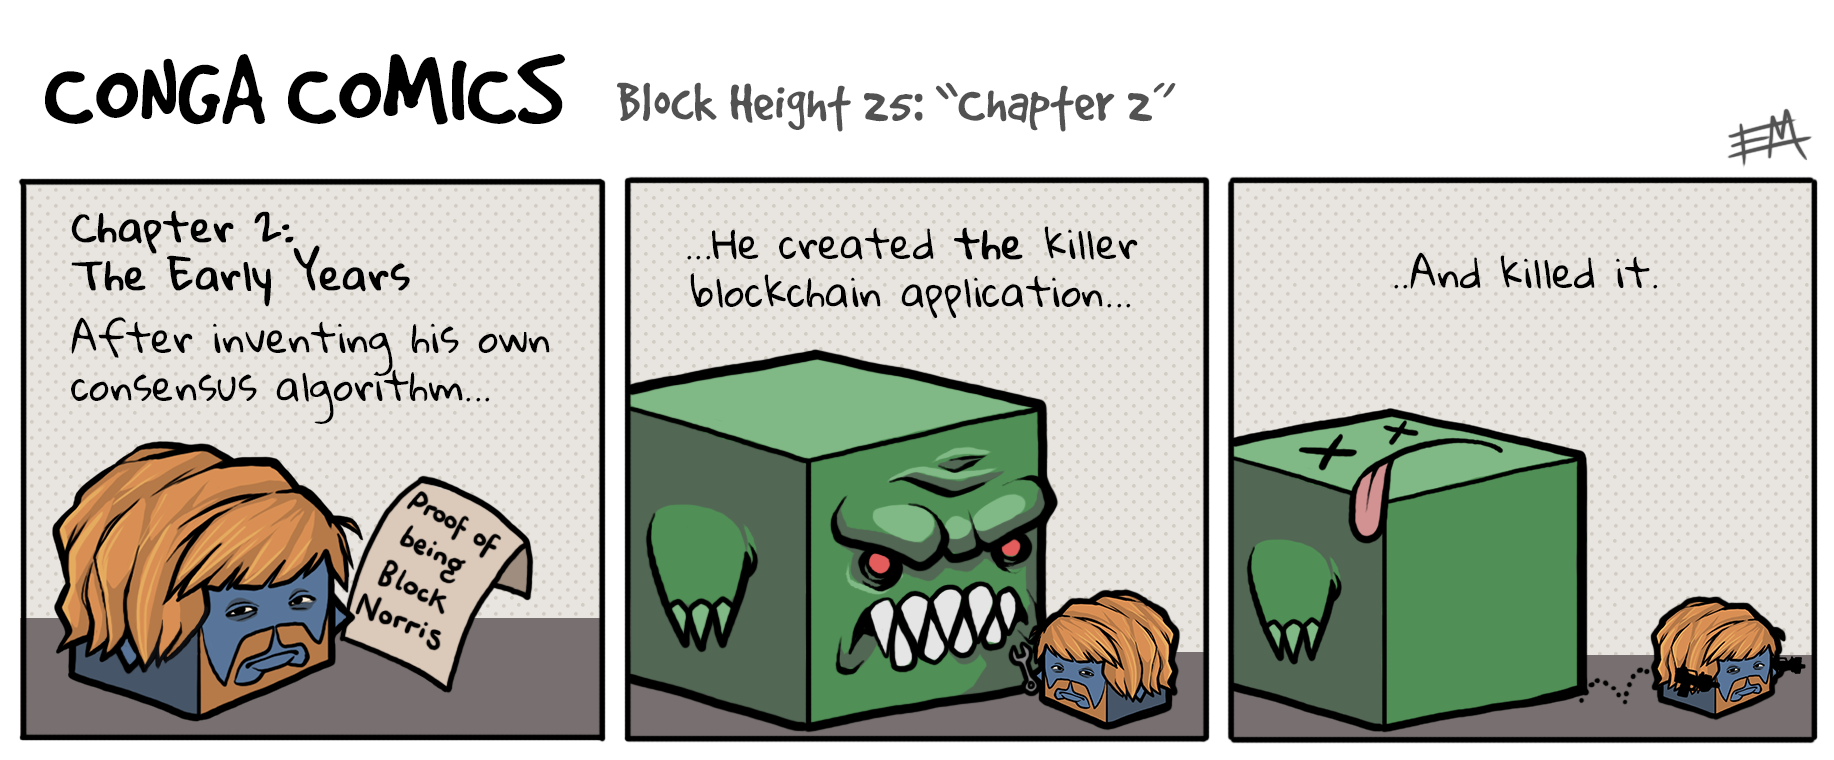 CONGA COMICS
Block Height 25: "Chapter 2"
EM
Chapter 2:
The Early Years
After inventing his own
consensus algorithm...
Proof of
being
Block
Norris
...He created the killer
blockchain application...
..And killed it.